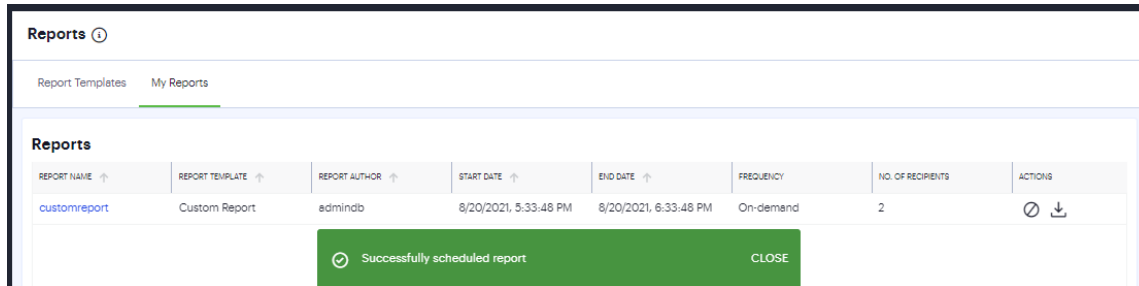 Reports
Report Templates My Reports
Reports
REPORT NAME REPORT TEMPLATE REPORT AUTHOR START DATE END DATE FREQUENCY NO. OF RECIPIENTS ACTIONS
customreport Custom Report admindb 8/20/2021, 5:33:48 PM 8/20/2021, 6:33:48 PM On-demand 2
Successfully scheduled report CLOSE